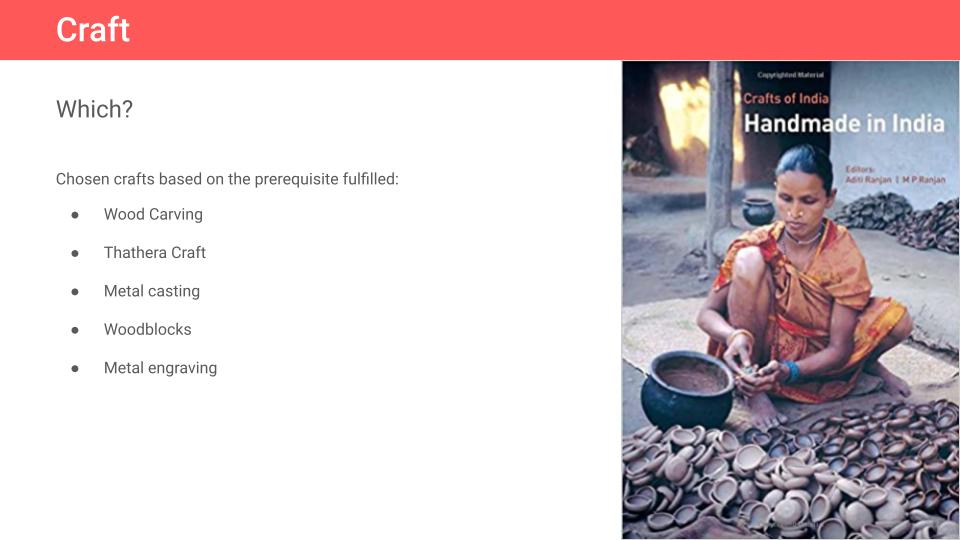 Craft
Which?
Chosen crafts based on the prerequisite fulfilled:
● Wood Carving
● Thathera Craft
● Metal casting
● Woodblocks
● Metal engraving
Copyrighted Material
Crafts of India
Handmade in India
Editors:
Aditi Ranjan | M P Ranjan